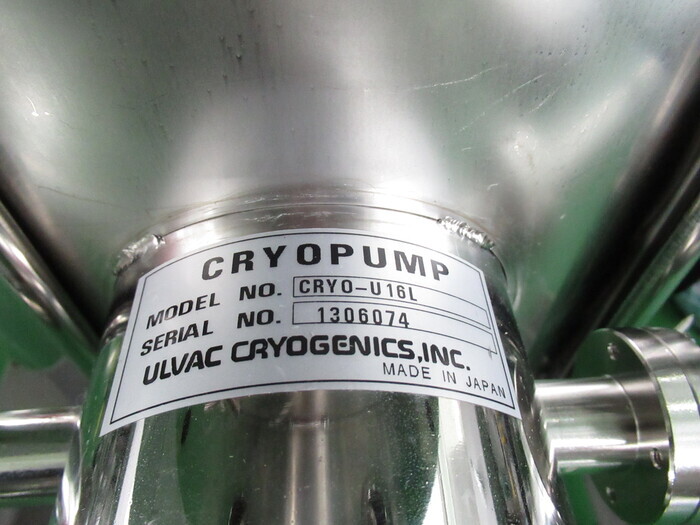 CRYOPUMP
MODEL NO. CRYO-U16L
SERIAL NO. 1306074
ULVAC CRYOGENICS,INC.
MADE IN JAPAN